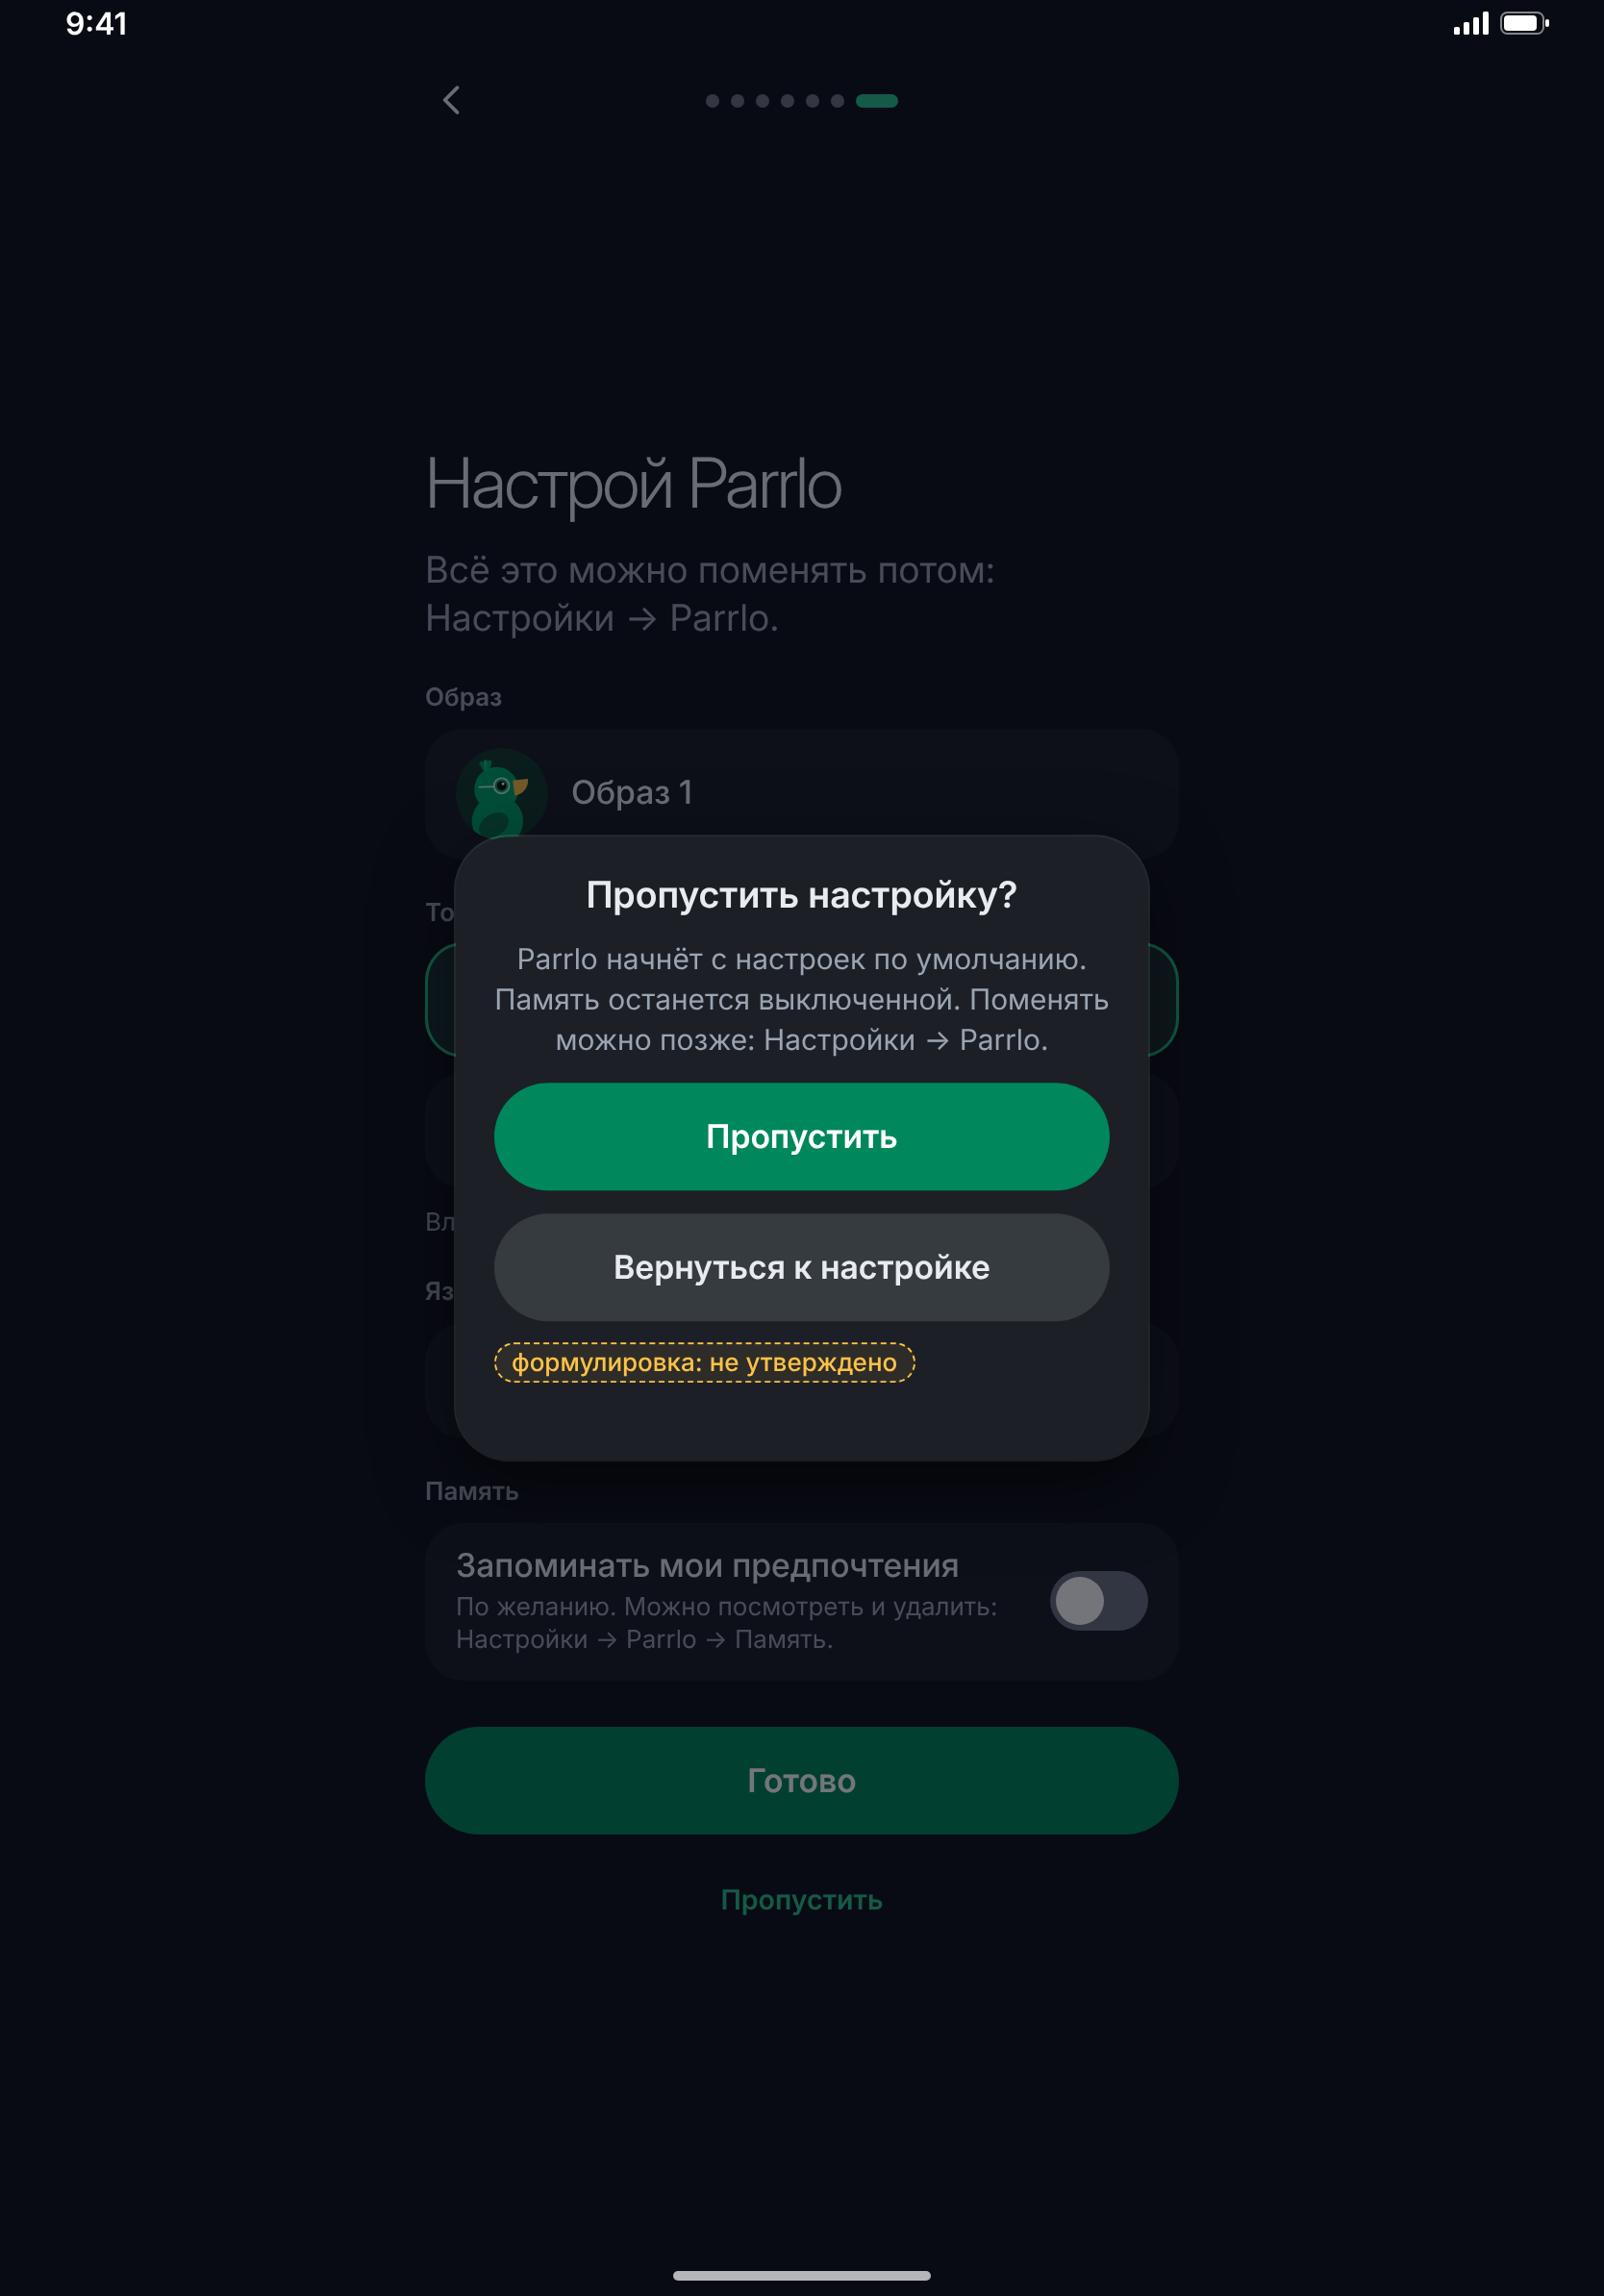 9:41
Настрой Parrlo
Всё это можно поменять потом:
Настройки → Parrlo.
Образ
Образ 1
Пропустить настройку?
Parrlo начнёт с настроек по умолчанию.
Память останется выключенной. Поменять
можно позже: Настройки → Parrlo.
Пропустить
Вернуться к настройке
формулировка: не утверждено
Память
Запоминать мои предпочтения
По желанию. Можно посмотреть и удалить:
Настройки → Parrlo → Память.
Готово
Пропустить